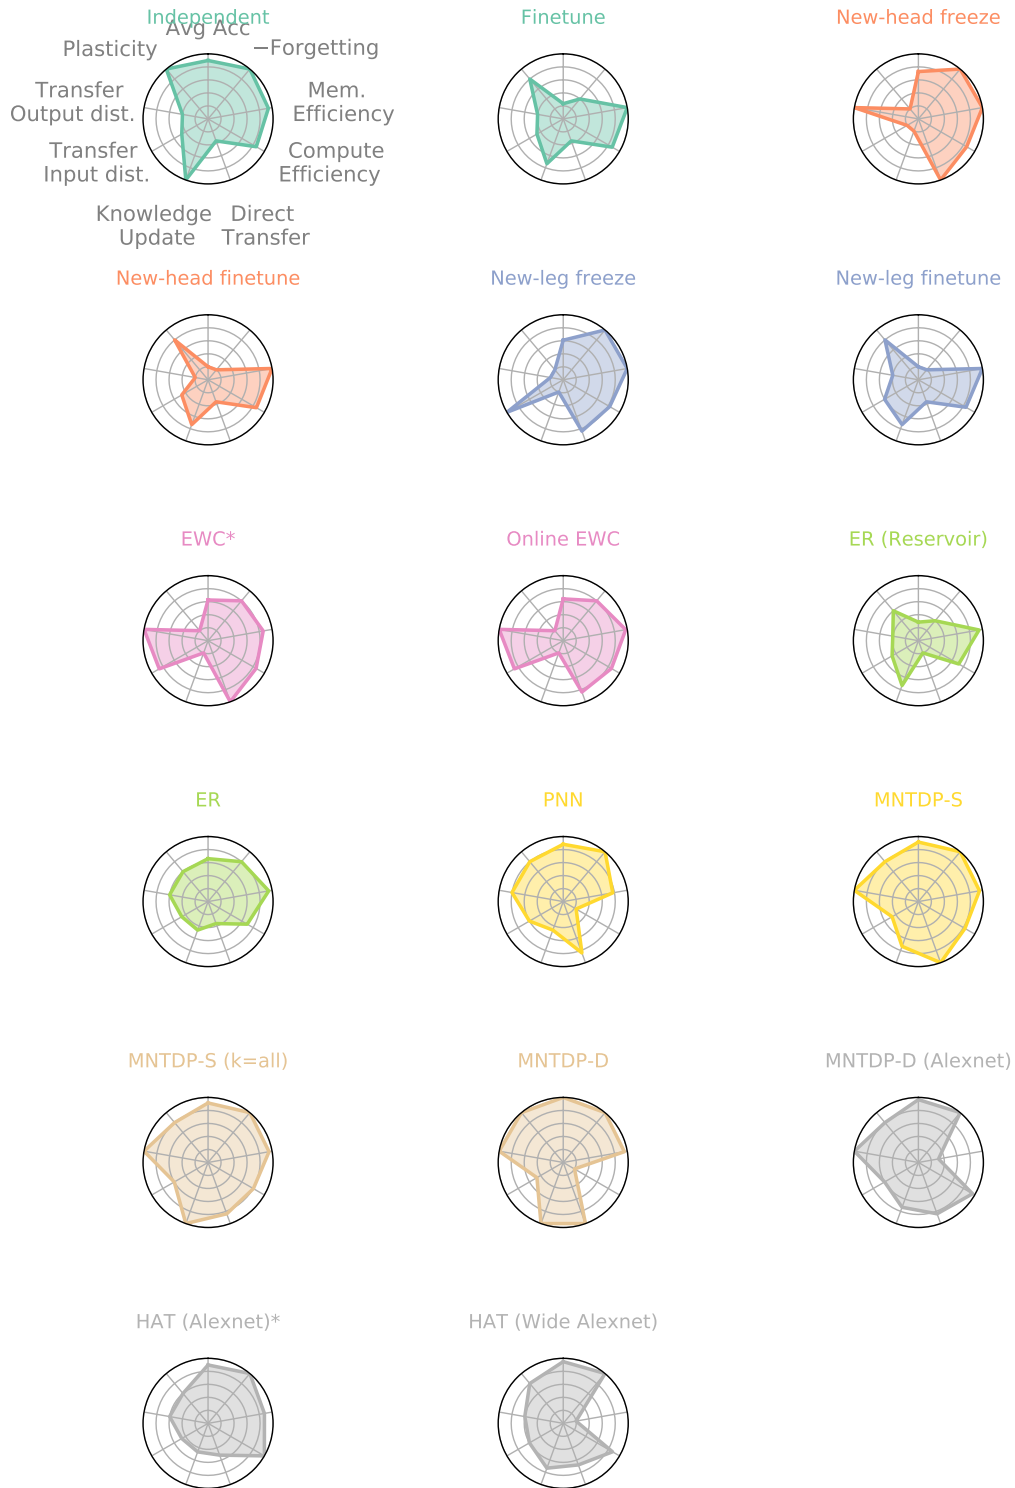 Independent
Finetune
New-head freeze
Avg Acc
Plasticity
−Forgetting
Transfer
Output dist.
Mem.
Efficiency
Transfer
Input dist.
Compute
Efficiency
Knowledge
Update
Direct
Transfer
New-head finetune
New-leg freeze
New-leg finetune
EWC*
Online EWC
ER (Reservoir)
ER
PNN
MNTDP-S
MNTDP-S (k=all)
MNTDP-D
MNTDP-D (Alexnet)
HAT (Alexnet)*
HAT (Wide Alexnet)